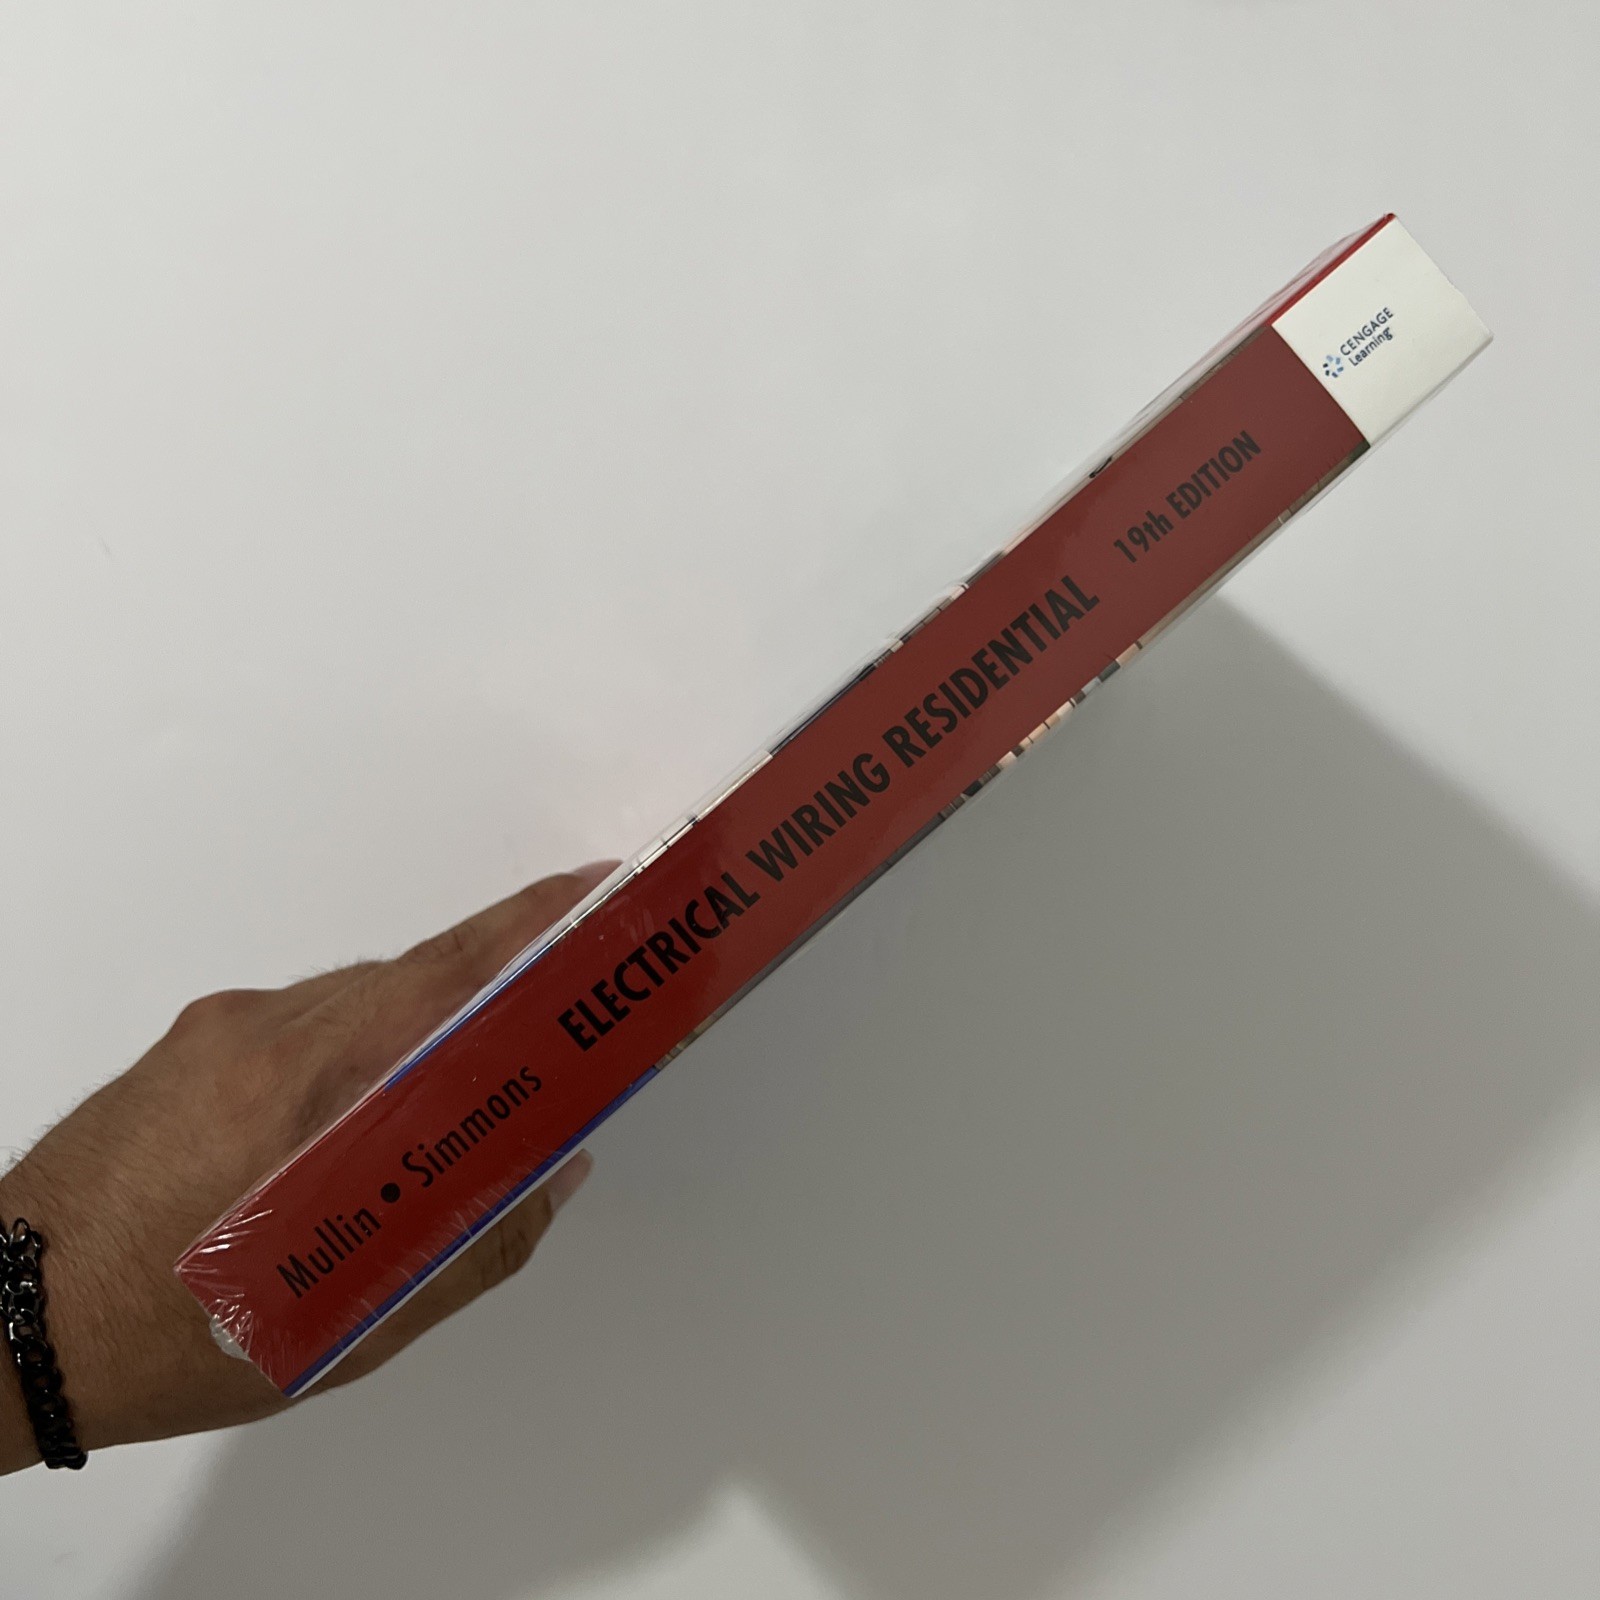 Mullin • Simmons
ELECTRICAL WIRING RESIDENTIAL
19th EDITION
CENGAGE
Learning